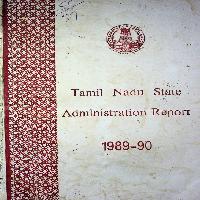 Tamil Nadu State
Administration Report
1989-90